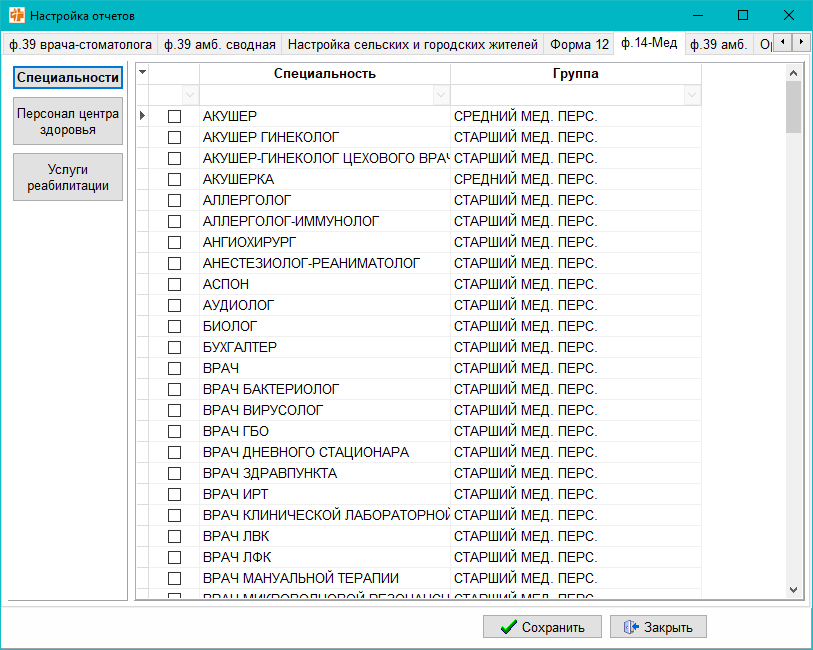 Настройка отчетов
ф.39 врача-стоматолога ф.39 амб. сводная Настройка сельских и городских жителей Форма 12 ф.14-Мед ф.39 амб.
Специальности
Персонал центра
здоровья
Услуги
реабилитации
Специальность Группа
АКУШЕР СРЕДНИЙ МЕД. ПЕРС.
АКУШЕР ГИНЕКОЛОГ СТАРШИЙ МЕД. ПЕРС.
АКУШЕР-ГИНЕКОЛОГ ЦЕХОВОГО ВРАЧ СТАРШИЙ МЕД. ПЕРС.
АКУШЕРКА СРЕДНИЙ МЕД. ПЕРС.
АЛЛЕРГОЛОГ СТАРШИЙ МЕД. ПЕРС.
АЛЛЕРГОЛОГ-ИММУНОЛОГ СТАРШИЙ МЕД. ПЕРС.
АНГИОХИРУРГ СТАРШИЙ МЕД. ПЕРС.
АНЕСТЕЗИОЛОГ-РЕАНИМАТОЛОГ СТАРШИЙ МЕД. ПЕРС.
АСПОН СТАРШИЙ МЕД. ПЕРС.
АУДИОЛОГ СТАРШИЙ МЕД. ПЕРС.
БИОЛОГ СТАРШИЙ МЕД. ПЕРС.
БУХГАЛТЕР СТАРШИЙ МЕД. ПЕРС.
ВРАЧ СТАРШИЙ МЕД. ПЕРС.
ВРАЧ БАКТЕРИОЛОГ СТАРШИЙ МЕД. ПЕРС.
ВРАЧ ВИРУСОЛОГ СТАРШИЙ МЕД. ПЕРС.
ВРАЧ ГБО СТАРШИЙ МЕД. ПЕРС.
ВРАЧ ДНЕВНОГО СТАЦИОНАРА СТАРШИЙ МЕД. ПЕРС.
ВРАЧ ЗДРАВПУНКТА СТАРШИЙ МЕД. ПЕРС.
ВРАЧ ИРТ СТАРШИЙ МЕД. ПЕРС.
ВРАЧ КЛИНИЧЕСКОЙ ЛАБОРАТОРНОЙ СТАРШИЙ МЕД. ПЕРС.
ВРАЧ ЛВК СТАРШИЙ МЕД. ПЕРС.
ВРАЧ ЛФК СТАРШИЙ МЕД. ПЕРС.
ВРАЧ МАНУАЛЬНОЙ ТЕРАПИИ СТАРШИЙ МЕД. ПЕРС.
Сохранить Закрыть